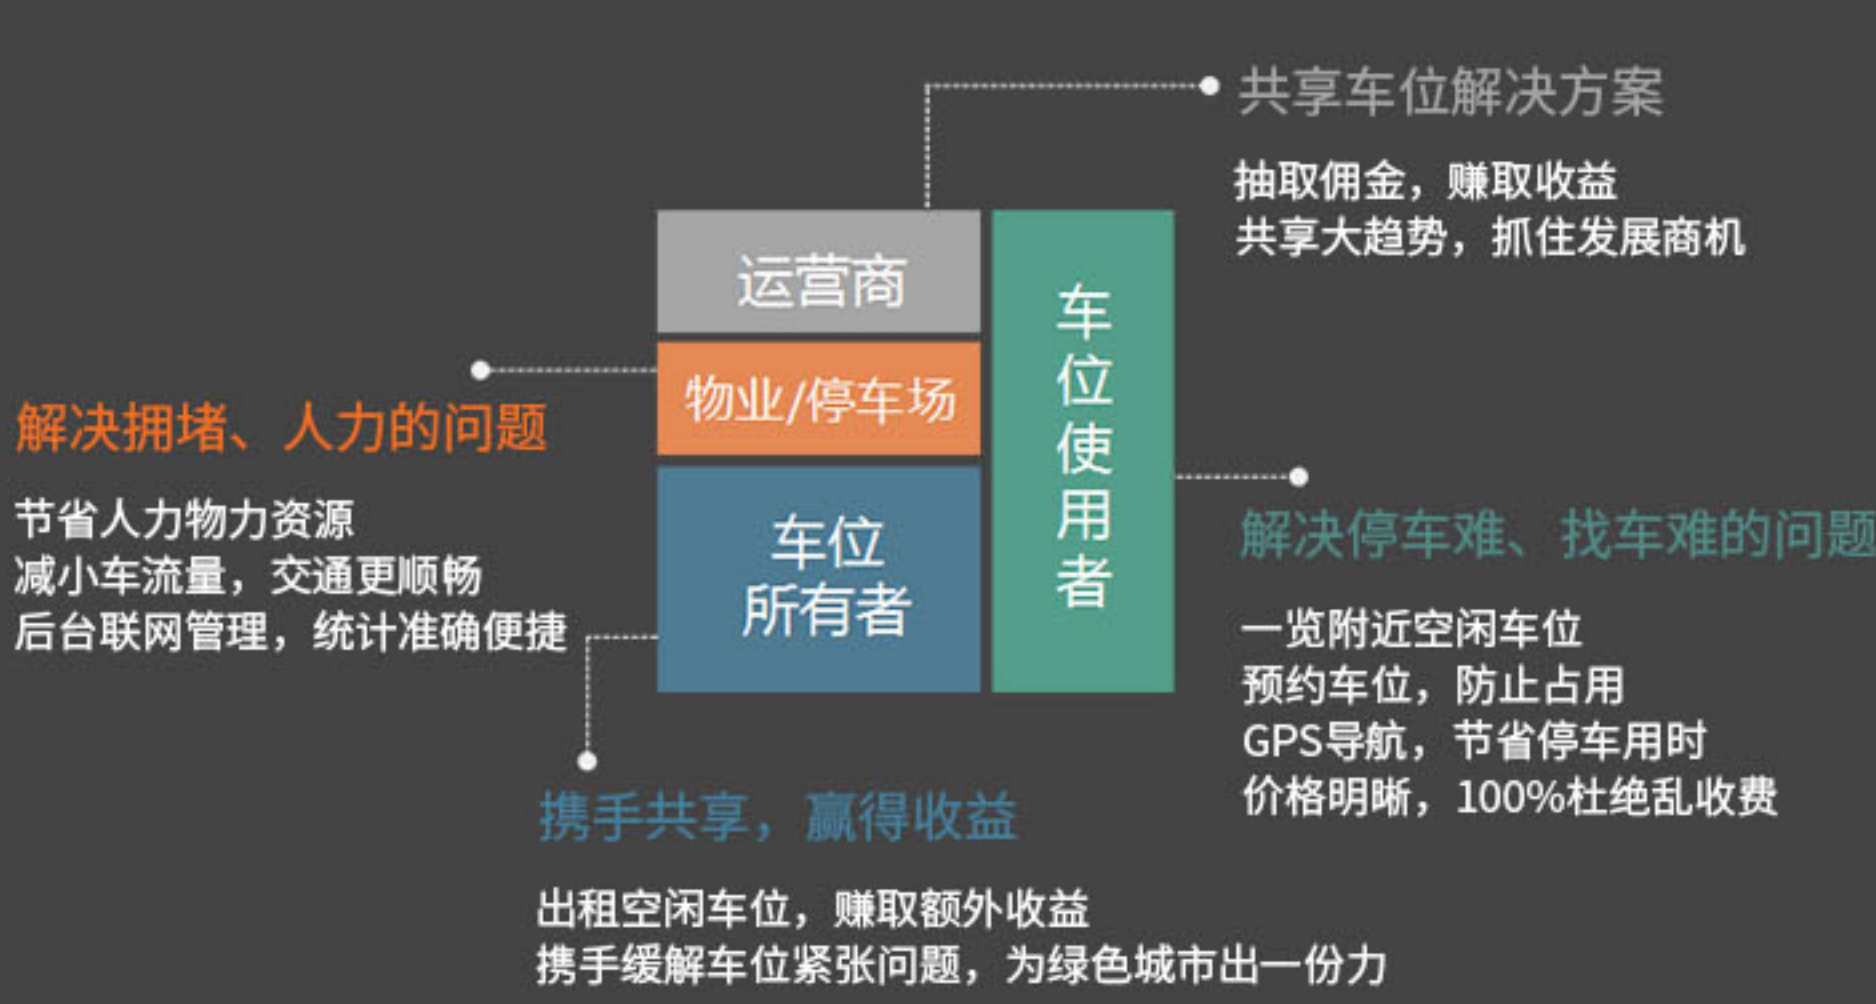 共享车位解决方案
抽取佣金，赚取收益
共享大趋势，抓住发展商机
运营商
物业/停车场
车位
所有者
车位使用者
解决拥堵、人力的问题
节省人力物力资源
减小车流量，交通更顺畅
后台联网管理，统计准确便捷
解决停车难、找车难的问题
一览附近空闲车位
预约车位，防止占用
GPS导航，节省停车用时
价格明晰，100%杜绝乱收费
携手共享，赢得收益
出租空闲车位，赚取额外收益
携手缓解车位紧张问题，为绿色城市出一份力